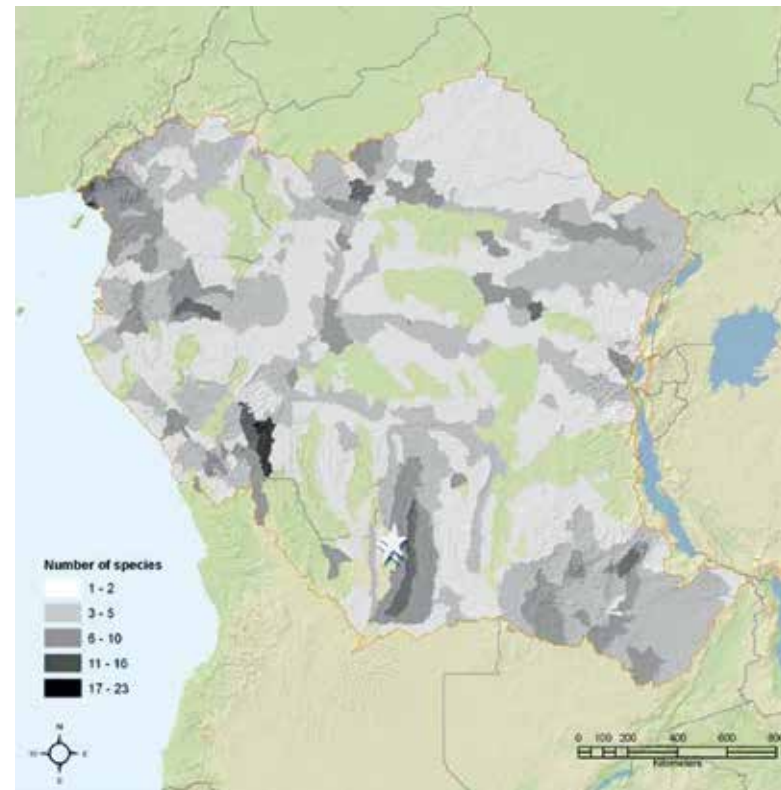 Number of species
1 - 2
3 - 5
6 - 10
11 - 16
17 - 23
N
W
E
S
0 100 200 400 600 800
Kilometers